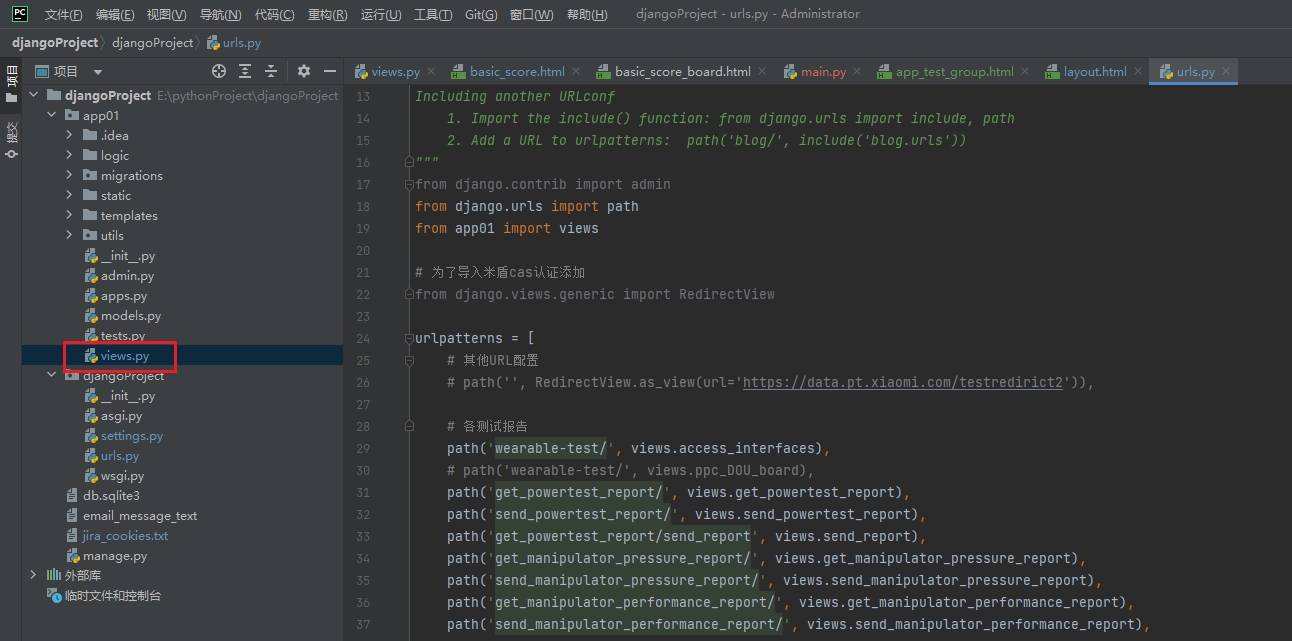 PC 文件(F) 编辑(E) 视图(V) 导航(N) 代码(C) 重构(R) 运行(U) 工具(T) Git(G) 窗口(W) 帮助(H) djangoProject - urls.py - Administrator
djangoProject djangoProject urls.py
项目
提交
项目
djangoProject E:\pythonProject\djangoProject
app01
.idea
logic
migrations
static
templates
utils
__init__.py
admin.py
apps.py
models.py
tests.py
views.py
djangoProject
__init__.py
asgi.py
settings.py
urls.py
wsgi.py
db.sqlite3
email_message_text
jira_cookies.txt
manage.py
外部库
临时文件和控制台
views.py basic_score.html basic_score_board.html main.py app_test_group.html layout.html urls.py
13 Including another URLconf
14 1. Import the include() function: from django.urls import include, path
15 2. Add a URL to urlpatterns:  path('blog/', include('blog.urls'))
16 """
17 from django.contrib import admin
18 from django.urls import path
19 from app01 import views
20
21 # 为了导入米盾cas认证添加
22 from django.views.generic import RedirectView
23
24 urlpatterns = [
25 # 其他URL配置
26 # path('', RedirectView.as_view(url='https://data.pt.xiaomi.com/testredirict2')),
27
28 # 各测试报告
29 path('wearable-test/', views.access_interfaces),
30 # path('wearable-test/', views.ppc_DOU_board),
31 path('get_powertest_report/', views.get_powertest_report),
32 path('send_powertest_report/', views.send_powertest_report),
33 path('get_powertest_report/send_report', views.send_report),
34 path('get_manipulator_pressure_report/', views.get_manipulator_pressure_report),
35 path('send_manipulator_pressure_report/', views.send_manipulator_pressure_report),
36 path('get_manipulator_performance_report/', views.get_manipulator_performance_report),
37 path('send_manipulator_performance_report/', views.send_manipulator_performance_report),